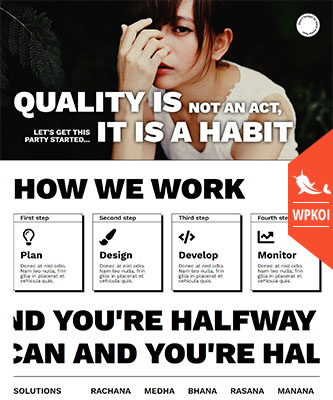 QUALITY IS NOT AN ACT,
LET'S GET THIS
PARTY STARTED... IT IS A HABIT
HOW WE WORK
First step
Plan
Donec at nisl odio.
Nam leo nulla, frin
gilla in placerat et
vehicula quis.
Second step
Design
Donec at nisl odio.
Nam leo nulla, frin
gilla in placerat et
vehicula quis.
Third step
Develop
Donec at nisl odio.
Nam leo nulla, frin
gilla in placerat et
vehicula quis.
Fourth step
Monitor
Donec at nisl odio.
Nam leo nulla, frin
gilla in placerat et
vehicula quis.
WPKOI
ND YOU'RE HALFWAY
CAN AND YOU'RE HAL
SOLUTIONS RACHANA MEDHA BHANA RASANA MANANA